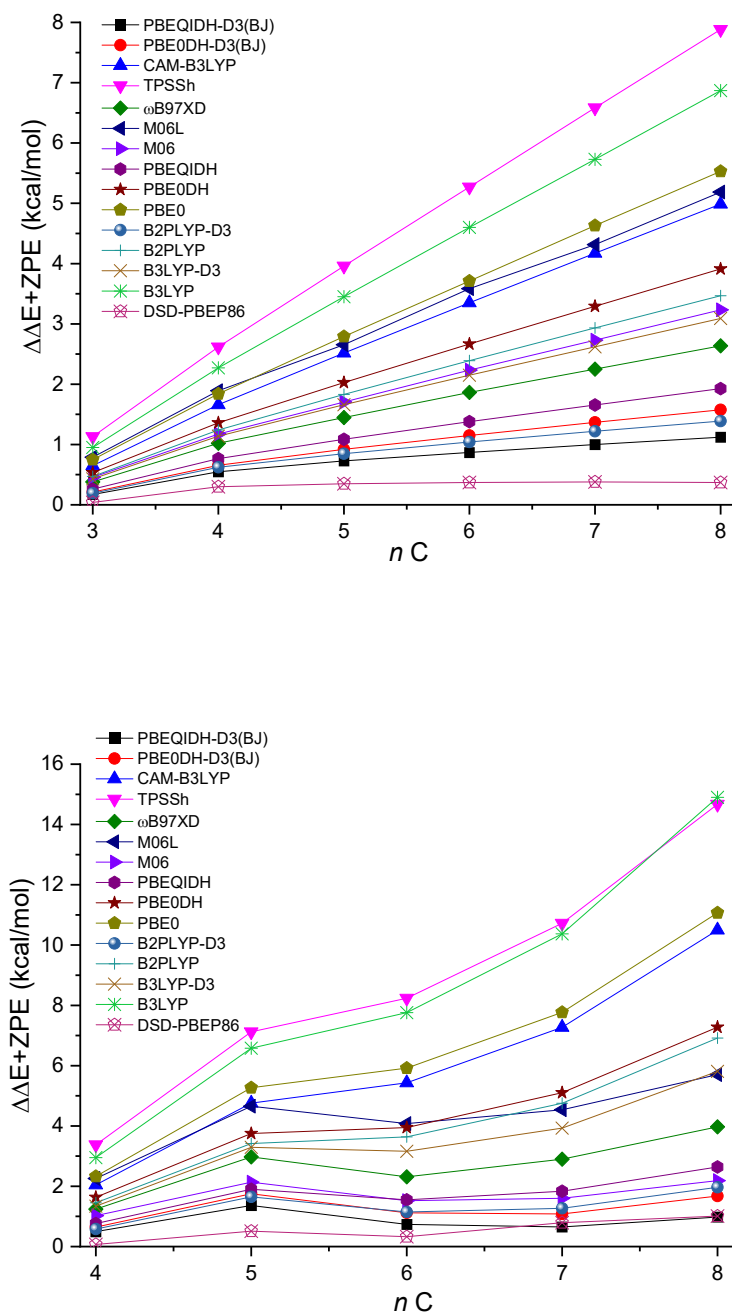 8
7
6
5
4
3
2
1
0
ΔΔE+ZPE (kcal/mol)
PBEQIDH-D3(BJ)
PBE0DH-D3(BJ)
CAM-B3LYP
TPSSh
ωB97XD
M06L
M06
PBEQIDH
PBE0DH
PBE0
B2PLYP-D3
B2PLYP
B3LYP-D3
B3LYP
DSD-PBEP86
3 4 5 6 7 8
n C
16
14
12
10
8
6
4
2
0
ΔΔE+ZPE (kcal/mol)
PBEQIDH-D3(BJ)
PBE0DH-D3(BJ)
CAM-B3LYP
TPSSh
ωB97XD
M06L
M06
PBEQIDH
PBE0DH
PBE0
B2PLYP-D3
B2PLYP
B3LYP-D3
B3LYP
DSD-PBEP86
4 5 6 7 8
n C